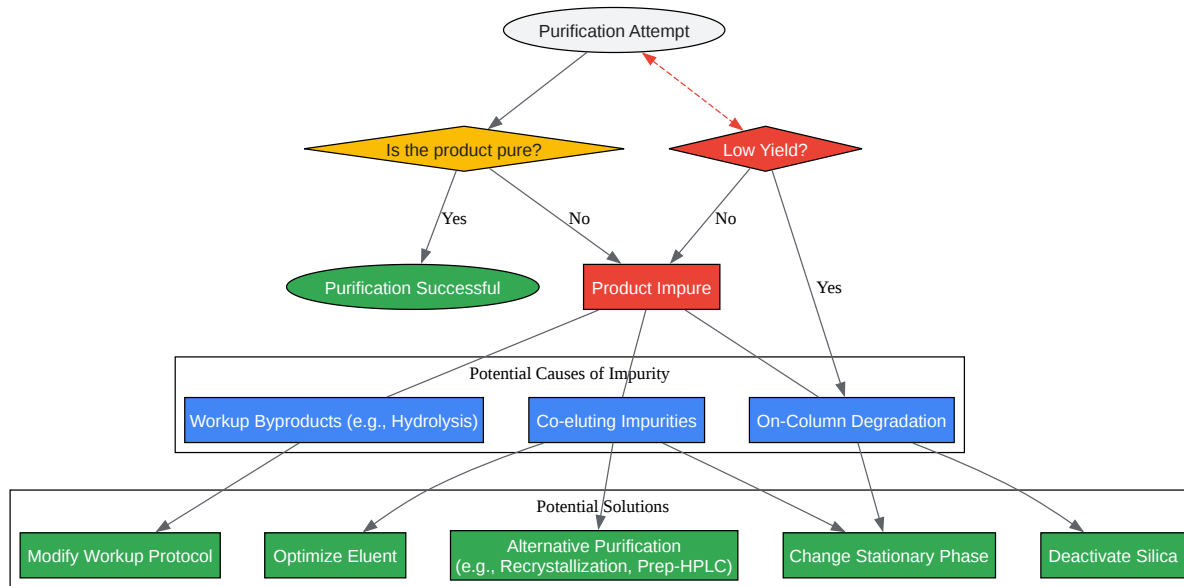 Purification Attempt
Is the product pure?
Low Yield?
Yes
No
No
Purification Successful
Product Impure
Yes
Potential Causes of Impurity
Workup Byproducts (e.g., Hydrolysis)
Co-eluting Impurities
On-Column Degradation
Potential Solutions
Modify Workup Protocol
Optimize Eluent
Alternative Purification
(e.g., Recrystallization, Prep-HPLC)
Change Stationary Phase
Deactivate Silica